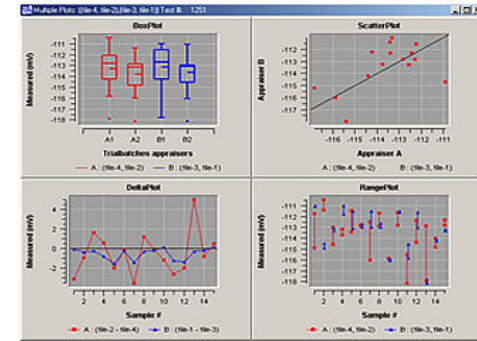 Multiple Plots: {(file-4, file-2),(file-3, file-1)} Test #: 1251
BoxPlot
Measured (mV)
-111
-112
-113
-114
-115
-116
-117
-118
A1 A2 B1 B2
Trialbatches appraisers
A : (file-4, file-2) B : (file-3, file-1)
ScatterPlot
Appraiser B
-112
-113
-114
-115
-116
-117
-116 -115 -114 -113 -112 -111
Appraiser A
A : (file-4, file-2) B : (file-3, file-1)
DeltaPlot
Measured (mV)
4
2
0
-2
2 4 6 8 10 12 14
Sample #
A : (file-2 - file-4) B : (file-1 - file-3)
RangePlot
Measured (mV)
-111
-112
-113
-114
-115
-116
-117
-118
2 4 6 8 10 12 14
Sample #
A : (file-4, file-2) B : (file-3, file-1)